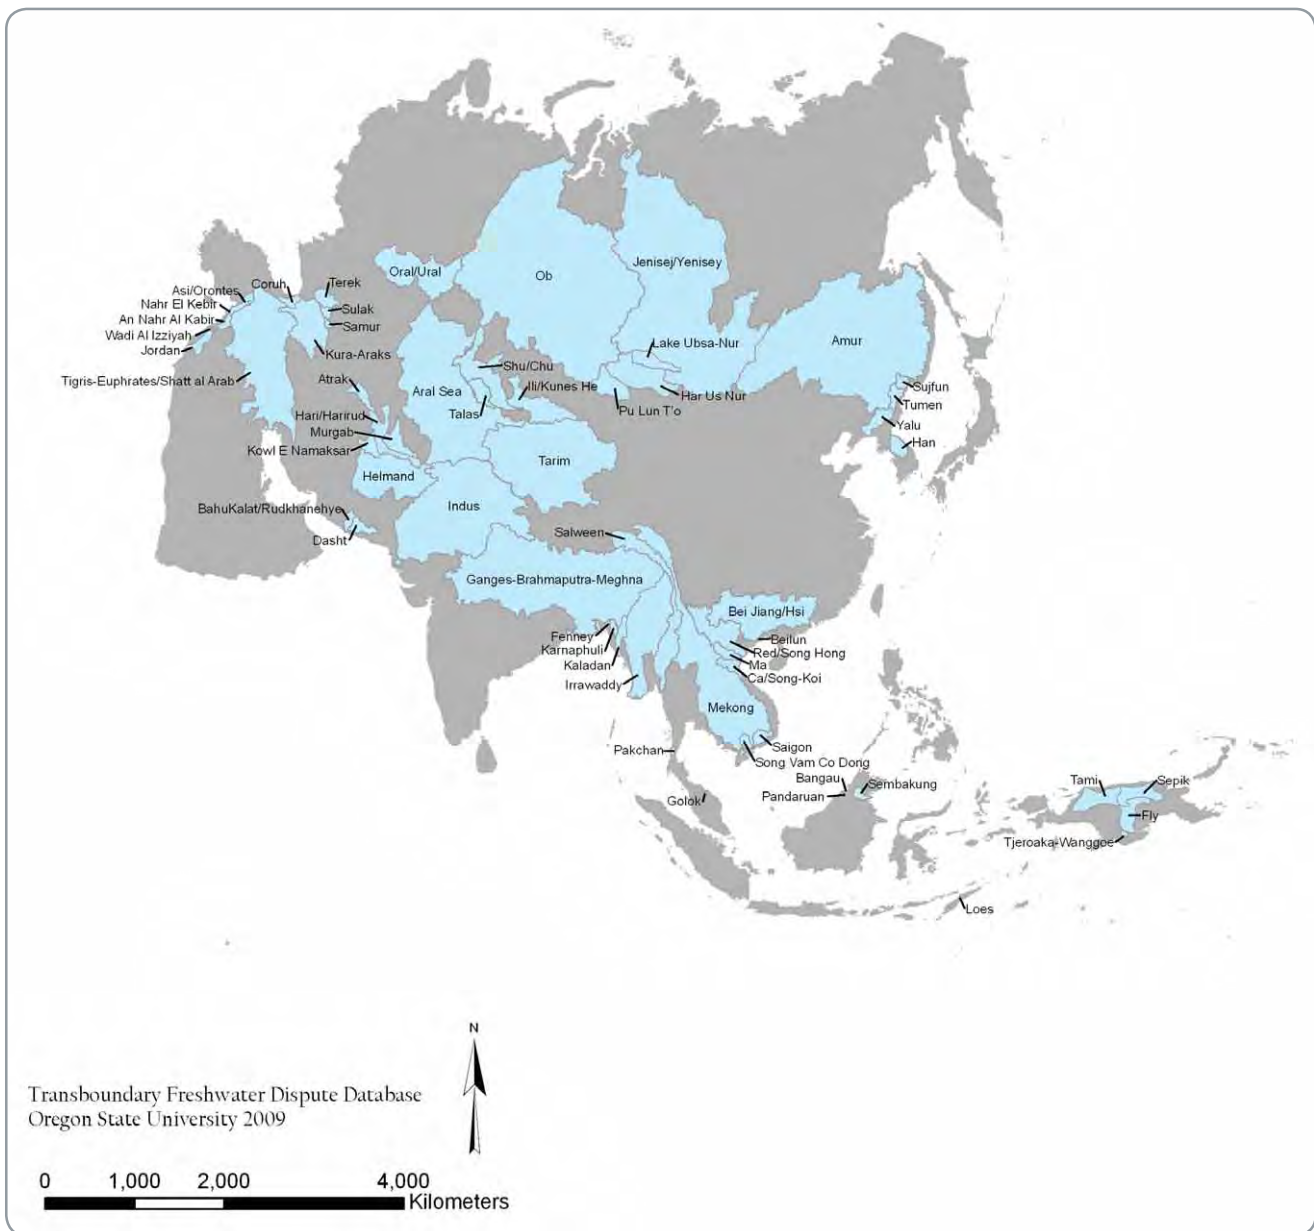 Jenisej/Yenisey
Oral/Ural
Ob
Coruh
Terek
Asi/Orontes
Nahr El Kebir
Sulak
An Nahr Al Kabir
Samur
Wadi Al Izziyah
Lake Ubsa-Nur
Amur
Jordan
Kura-Araks
Shu/Chu
Tigris-Euphrates/Shatt al Arab
Atrak
Aral Sea
Ili/Kunes He
Har Us Nur
Sujfun
Pu Lun T'o
Tumen
Talas
Hari/Harirud
Yalu
Murgab
Han
Kowl E Namaksar
Tarim
Helmand
Indus
BahuKalat/Rudkhanehye
Dasht
Salween
Ganges-Brahmaputra-Meghna
Bei Jiang/Hsi
Fenney
Beilun
Karnaphuli
Red/Song Hong
Kaladan
Ma
Ca/Song-Koi
Irrawaddy
Mekong
Saigon
Pakchan
Song Vam Co Dong
Bangau
Sembakung
Tami
Sepik
Pandaruan
Golok
Fly
Tjeroaka-Wanggoe
Loes
N
Transboundary Freshwater Dispute Database
Oregon State University 2009
0 1,000 2,000 4,000
Kilometers